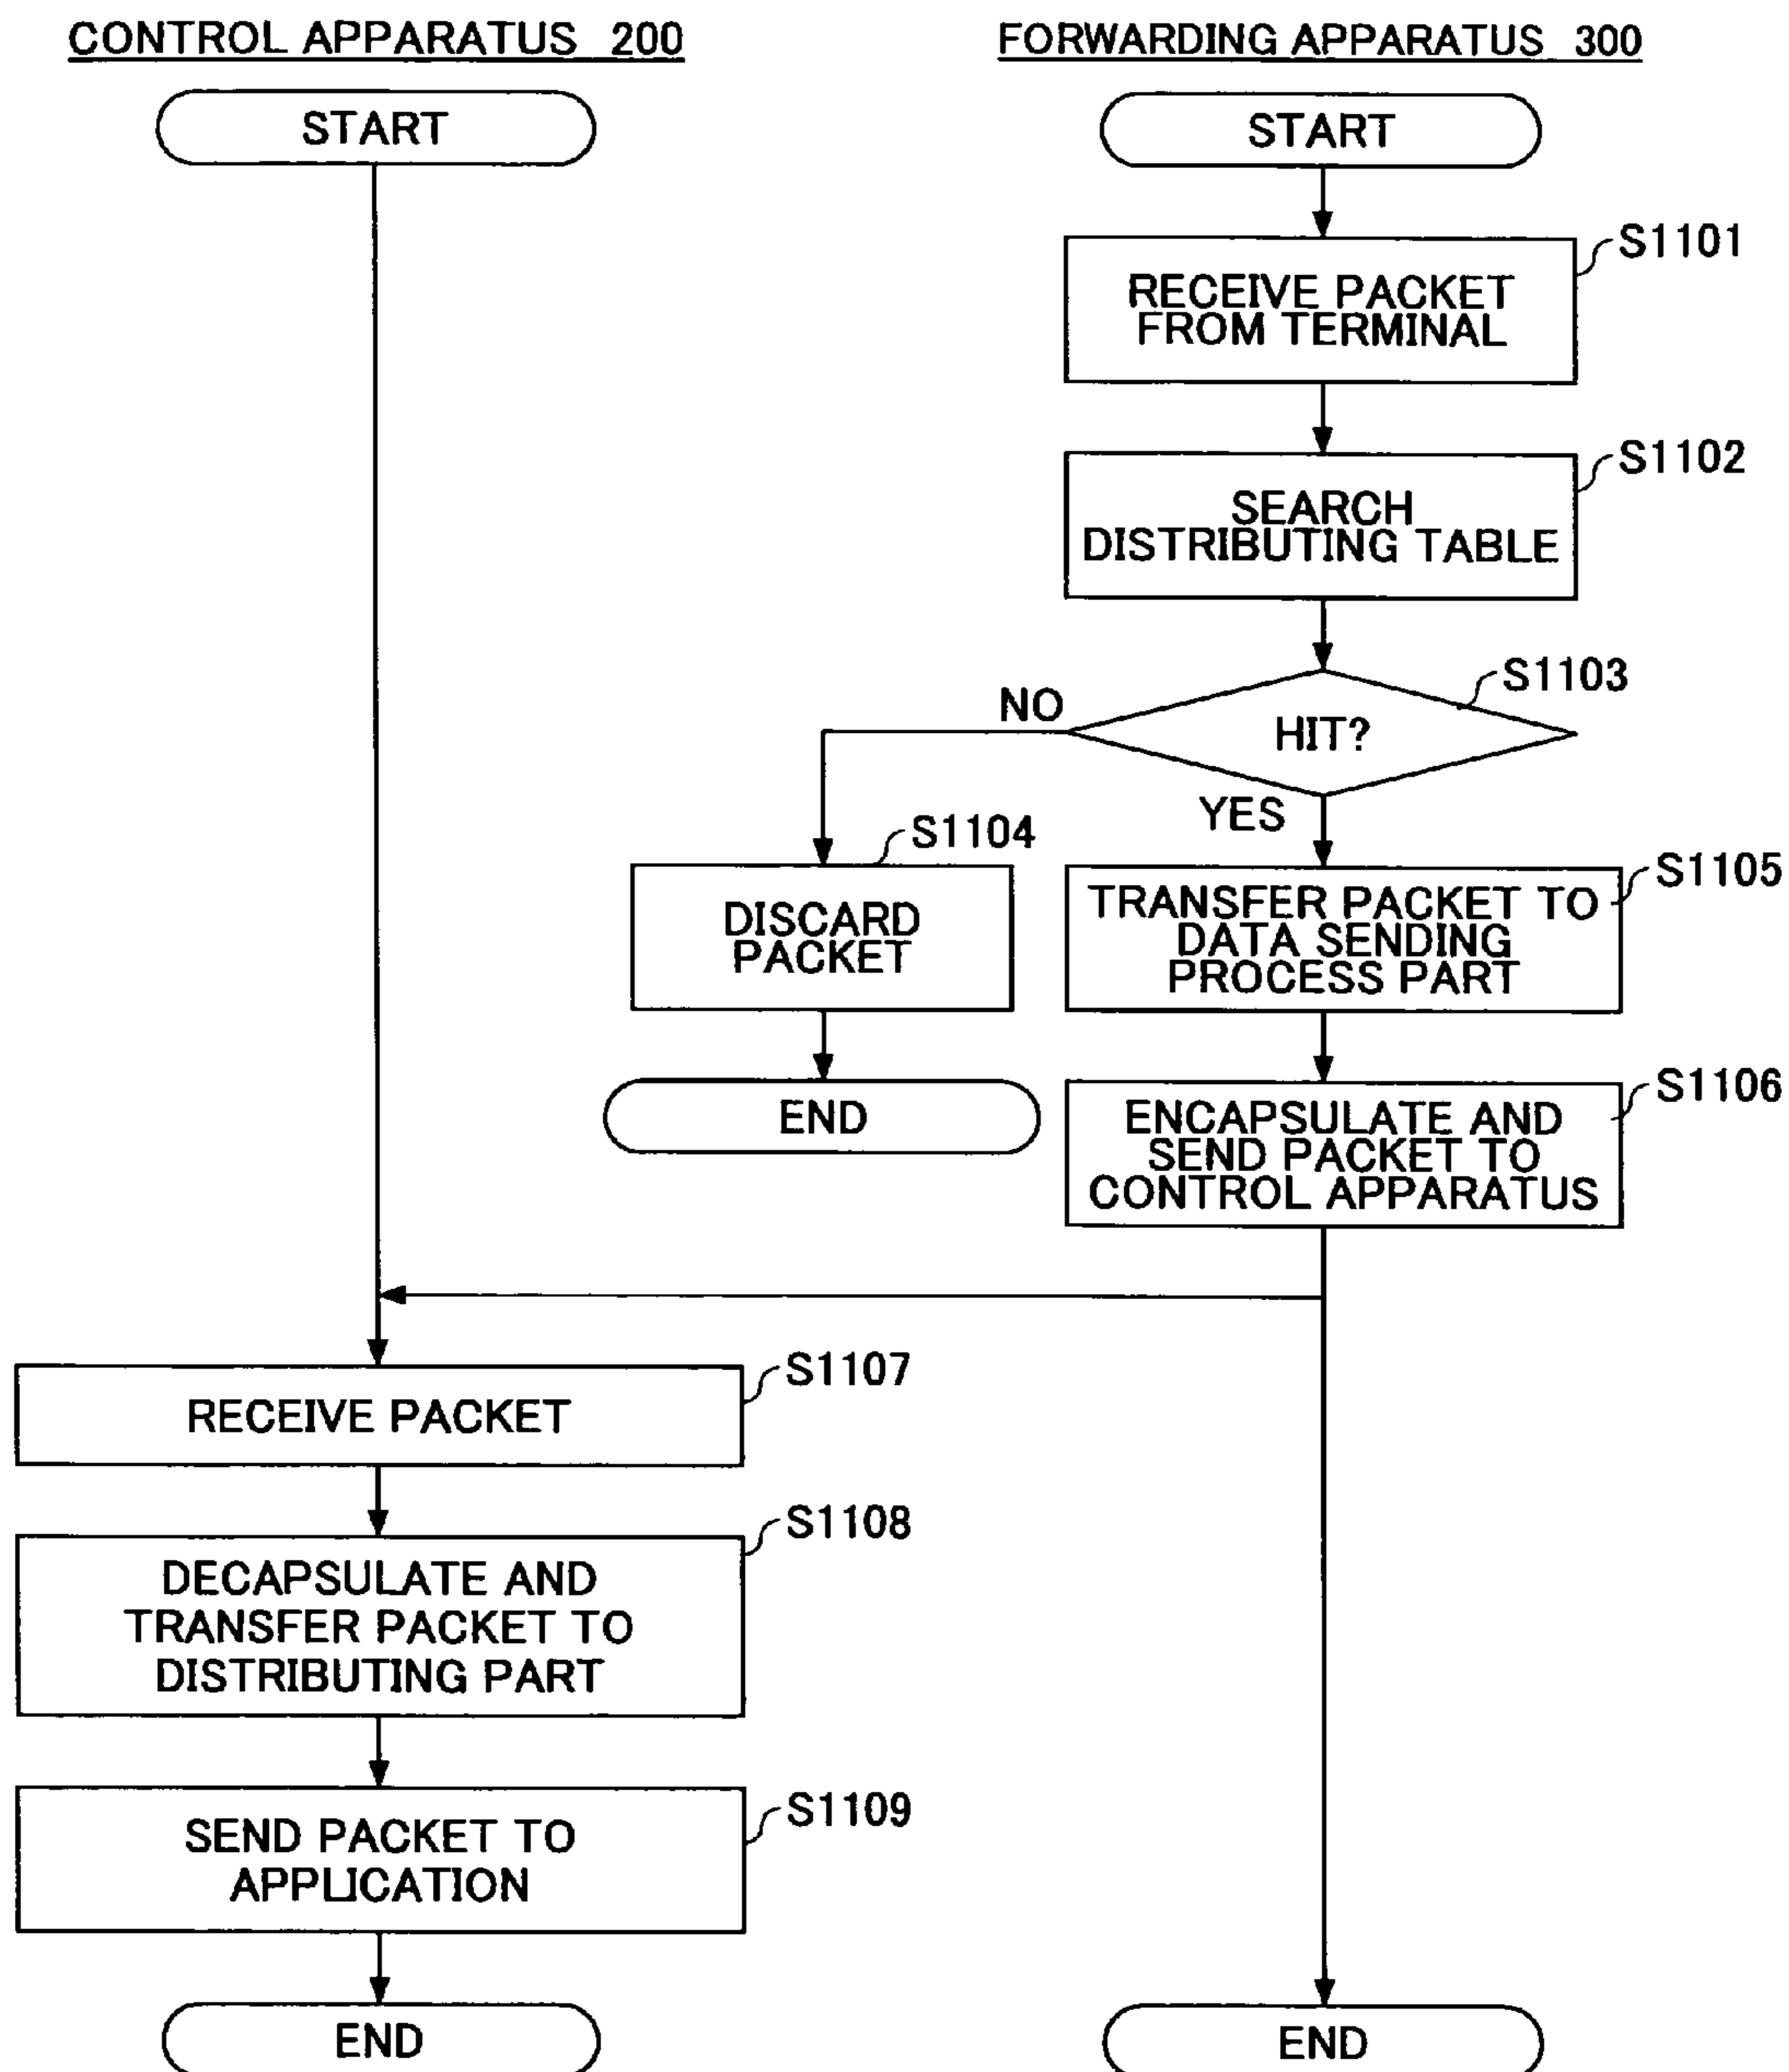 CONTROL APPARATUS 200
FORWARDING APPARATUS 300
START
START
S1101
RECEIVE PACKET
FROM TERMINAL
S1102
SEARCH
DISTRIBUTING TABLE
S1103
HIT?
NO
YES
S1104
DISCARD
PACKET
END
S1105
TRANSFER PACKET TO
DATA SENDING
PROCESS PART
S1106
ENCAPSULATE AND
SEND PACKET TO
CONTROL APPARATUS
S1107
RECEIVE PACKET
S1108
DECAPSULATE AND
TRANSFER PACKET TO
DISTRIBUTING PART
S1109
SEND PACKET TO
APPLICATION
END
END